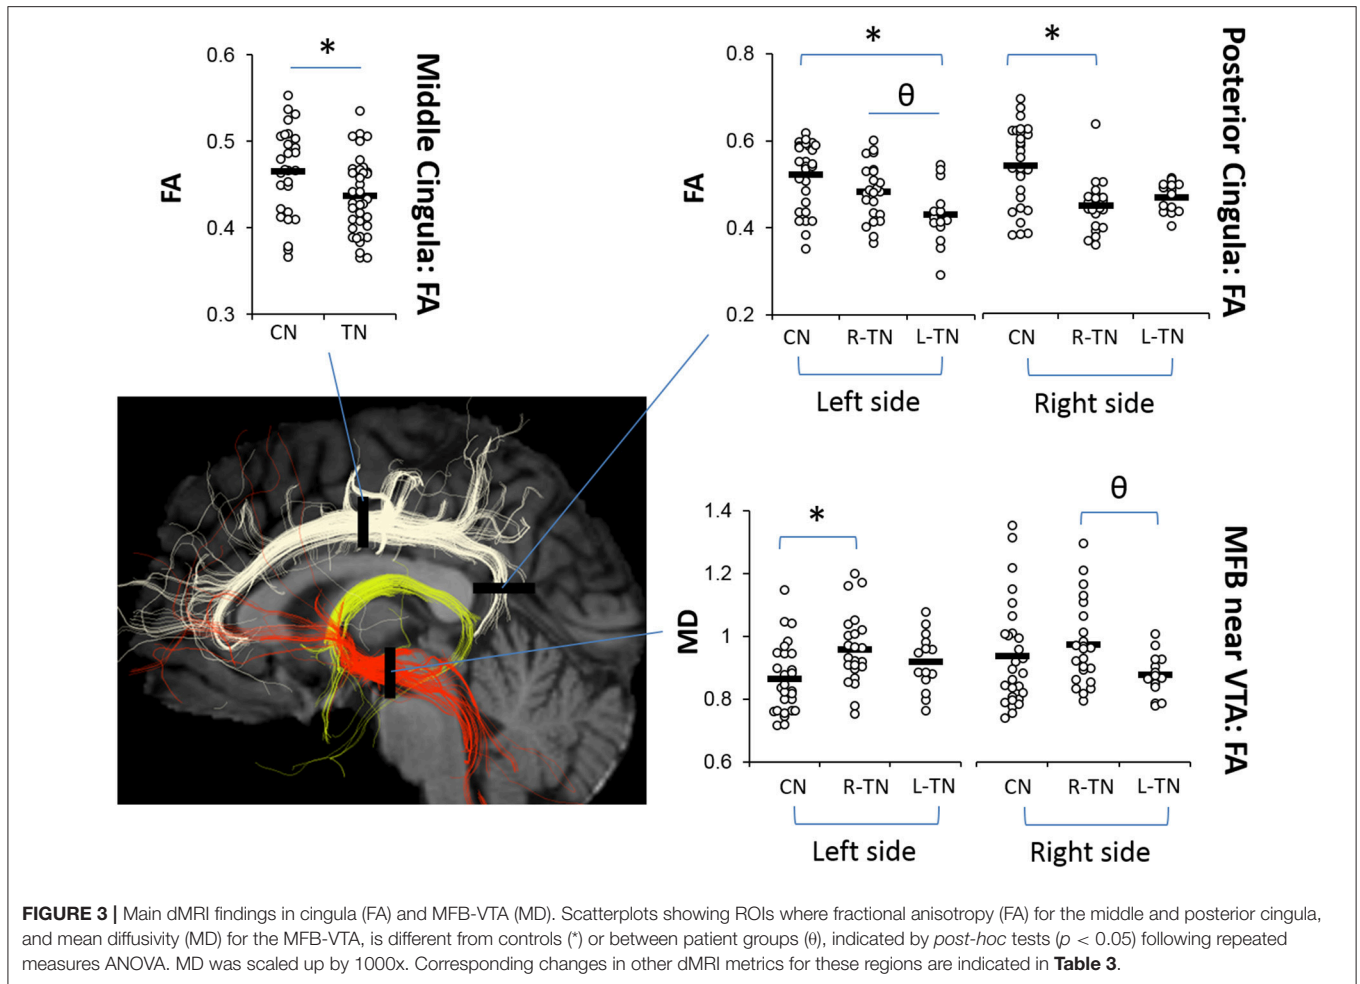 0.6
0.5
0.4
0.3
FA
*
CN TN
Middle Cingula: FA
0.8
0.6
0.4
0.2
FA
*
θ
*
CN R-TN L-TN CN R-TN L-TN
Left side Right side
Posterior Cingula: FA
1.4
1.2
1
0.8
0.6
MD
*
θ
CN R-TN L-TN CN R-TN L-TN
Left side Right side
MFB near VTA: FA
FIGURE 3 | Main dMRI findings in cingula (FA) and MFB-VTA (MD). Scatterplots showing ROIs where fractional anisotropy (FA) for the middle and posterior cingula,
and mean diffusivity (MD) for the MFB-VTA, is different from controls (*) or between patient groups (θ), indicated by post-hoc tests (p < 0.05) following repeated
measures ANOVA. MD was scaled up by 1000x. Corresponding changes in other dMRI metrics for these regions are indicated in Table 3.